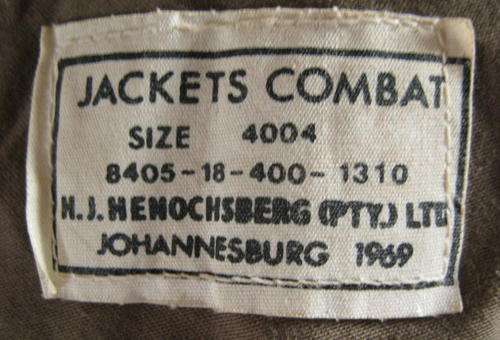 JACKETS COMBAT
SIZE 4004
8405-18-400-1310
H.J. HENOCHSBERG (PTY.) LTD
JOHANNESBURG 1969